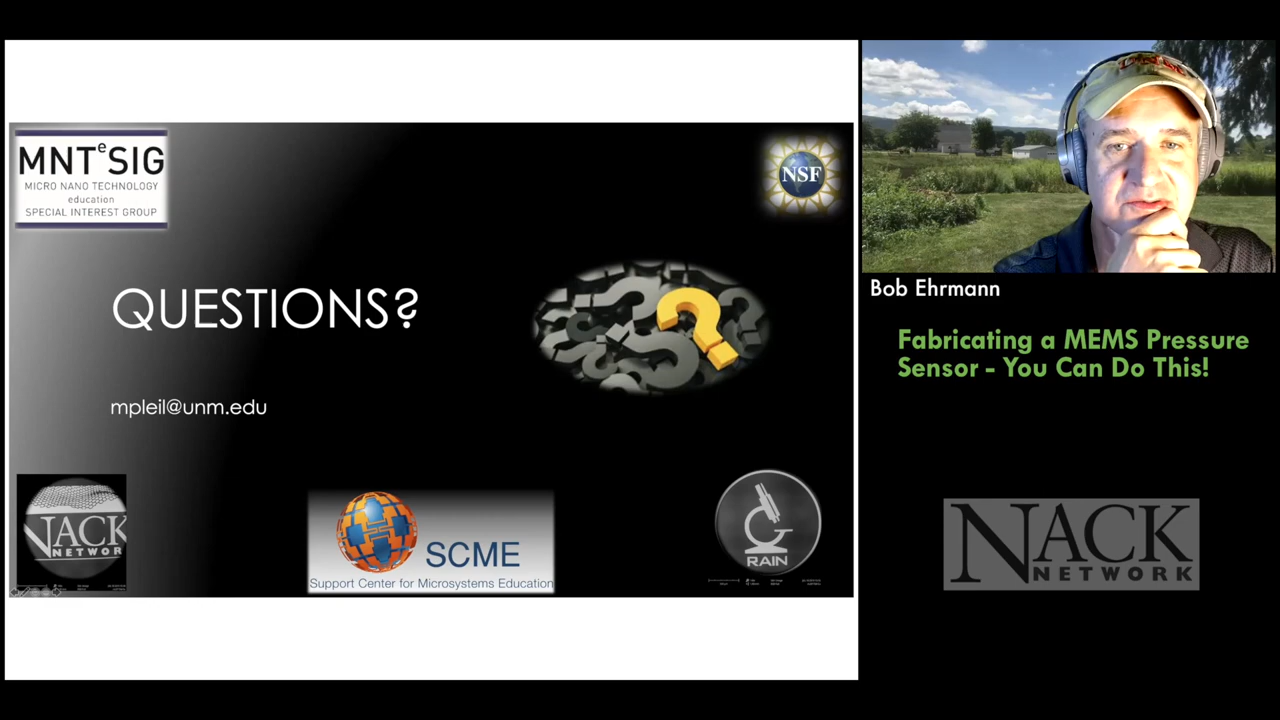 MNTeSIG
MICRO NANO TECHNOLOGY
education
SPECIAL INTEREST GROUP
NSF
QUESTIONS?
mpleil@unm.edu
NACK
NETWOR
SCME
Support Center for Microsystems Education
RAIN
Bob Ehrmann
Fabricating a MEMS Pressure
Sensor - You Can Do This!
NACK
NETWORK